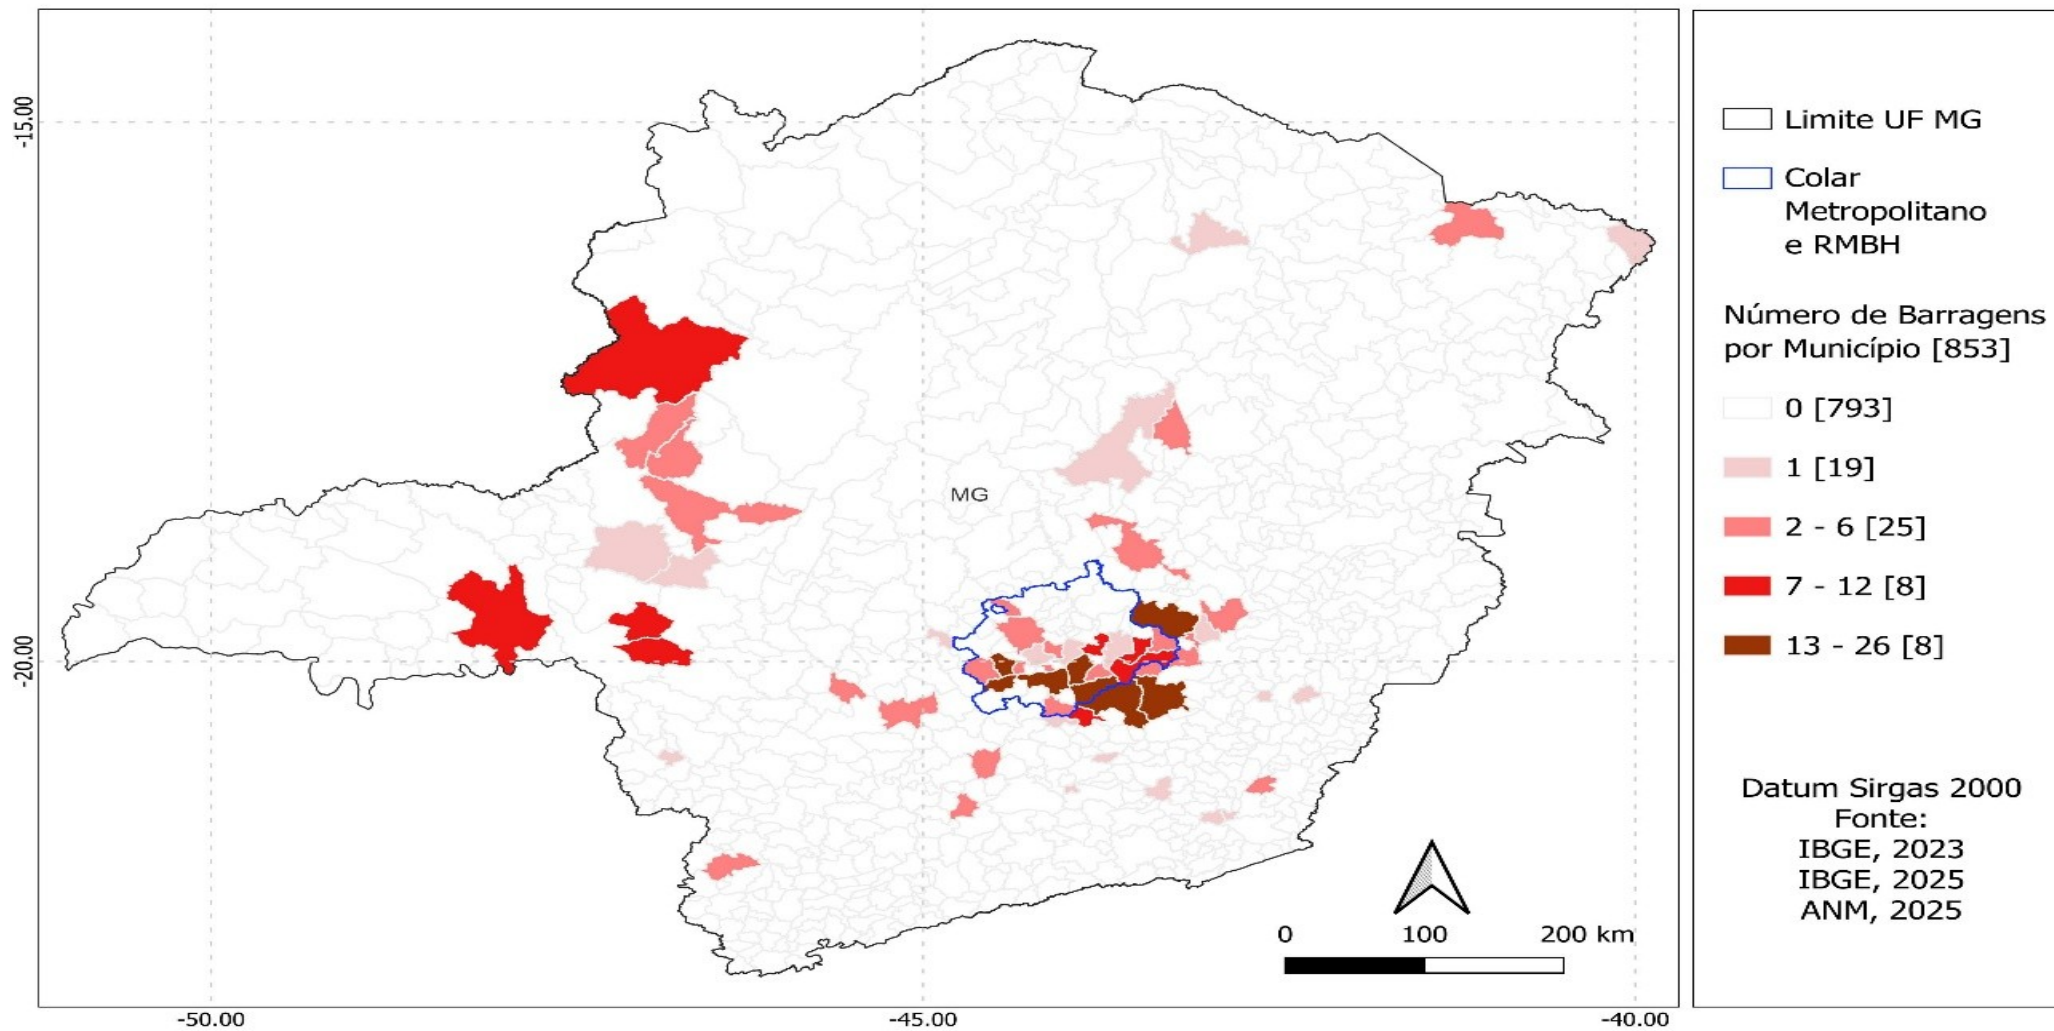 -15.00
-20.00
-50.00
-45.00
-40.00
MG
0
100
200 km
Limite UF MG
Colar
Metropolitano
e RMBH
Número de Barragens
por Município [853]
0 [793]
1 [19]
2 - 6 [25]
7 - 12 [8]
13 - 26 [8]
Datum Sirgas 2000
Fonte:
IBGE, 2023
IBGE, 2025
ANM, 2025